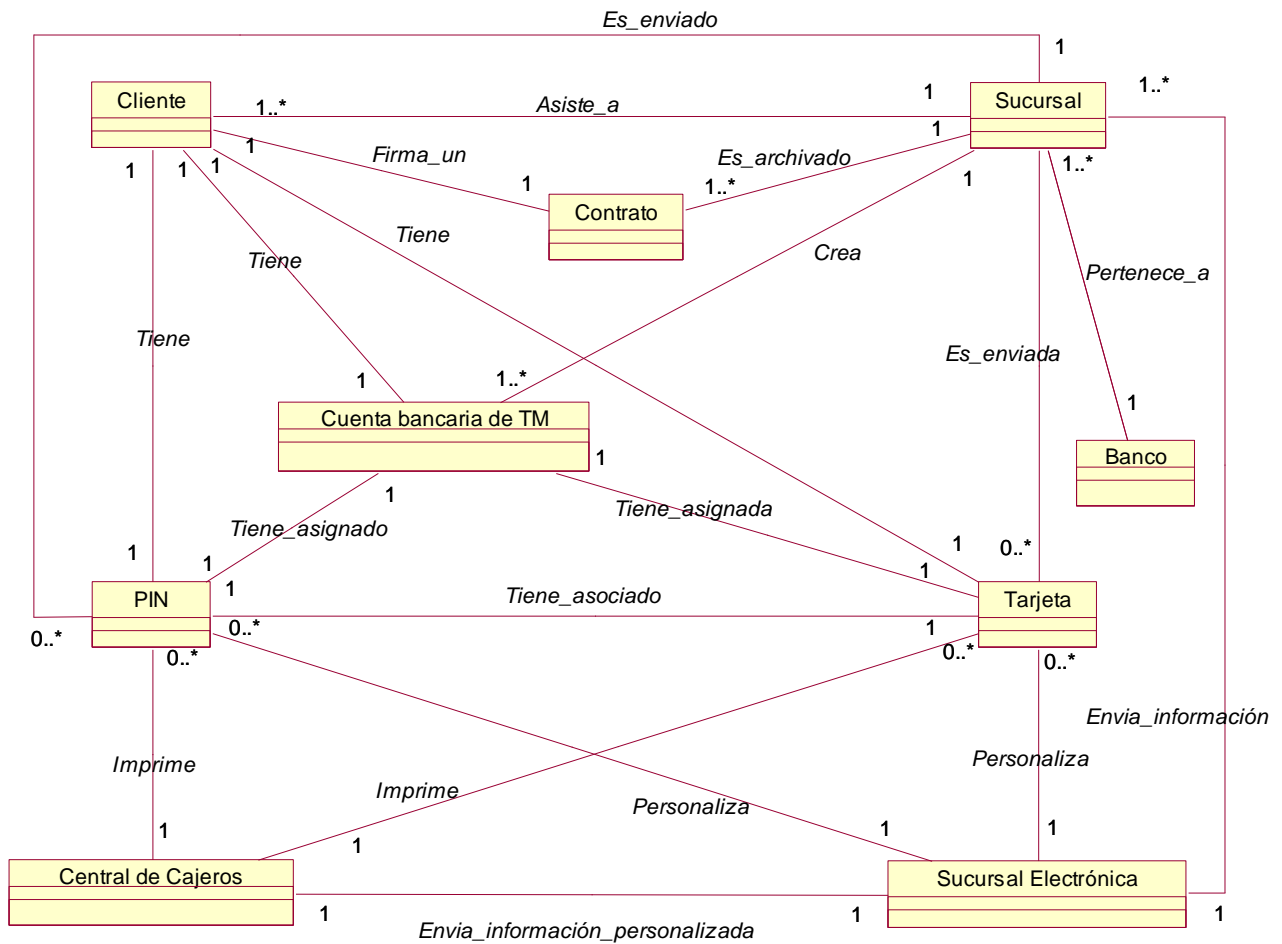 Es_enviado
1
Cliente
1..*
Asiste_a
1
Sucursal
1..*
1
Firma_un
1
Es_archivado
1
1
1
1
1..*
1
1..*
Contrato
Tiene
Tiene
Crea
Pertenece_a
Tiene
Es_enviada
1
1..*
1
Cuenta bancaria de TM
1
Banco
1
Tiene_asignado
Tiene_asignada
1
1
1
0..*
1
1
PIN
Tiene_asociado
Tarjeta
0..*
0..*
0..*
1
0..*
0..*
Envia_información
Imprime
Imprime
Personaliza
Personaliza
1
1
1
1
Central de Cajeros
Sucursal Electrónica
1
Envia_información_personalizada
1
1